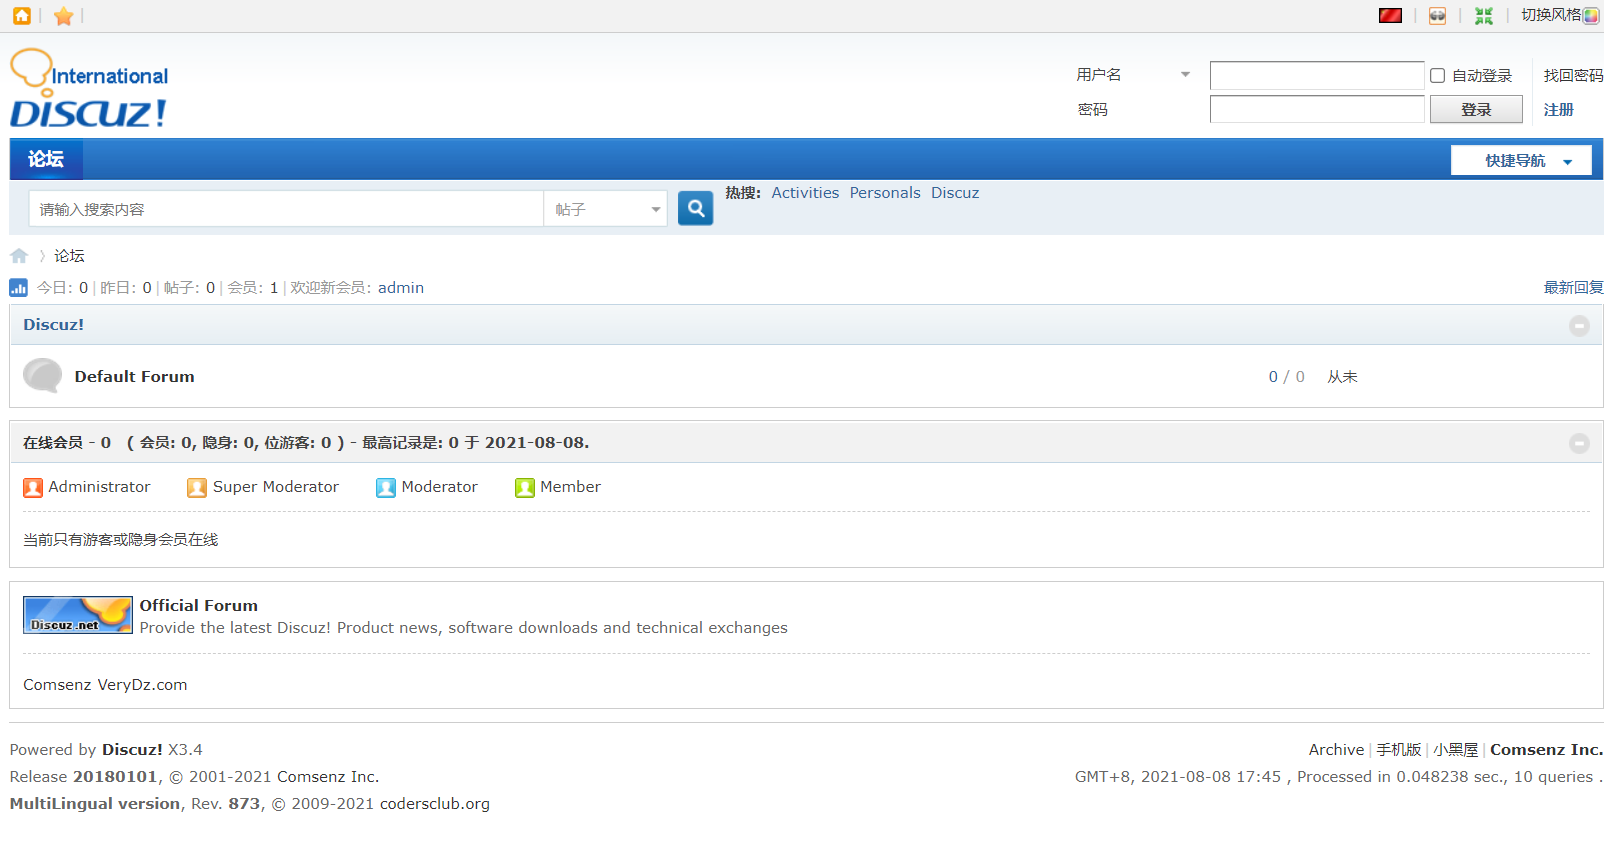 切换风格
International
DISCUZ!
用户名 自动登录 找回密码
密码 登录 注册
论坛 快捷导航
请输入搜索内容 帖子 热搜: Activities Personals Discuz
论坛
今日: 0 | 昨日: 0 | 帖子: 0 | 会员: 1 | 欢迎新会员: admin 最新回复
Discuz!
Default Forum 0 / 0 从未
在线会员 - 0 ( 会员: 0, 隐身: 0, 位游客: 0 ) - 最高记录是: 0 于 2021-08-08.
Administrator Super Moderator Moderator Member
当前只有游客或隐身会员在线
Discuz.net Official Forum
Provide the latest Discuz! Product news, software downloads and technical exchanges
Comsenz VeryDz.com
Powered by Discuz! X3.4 Archive | 手机版 | 小黑屋 | Comsenz Inc.
Release 20180101, © 2001-2021 Comsenz Inc. GMT+8, 2021-08-08 17:45 , Processed in 0.048238 sec., 10 queries .
MultiLingual version, Rev. 873, © 2009-2021 codersclub.org